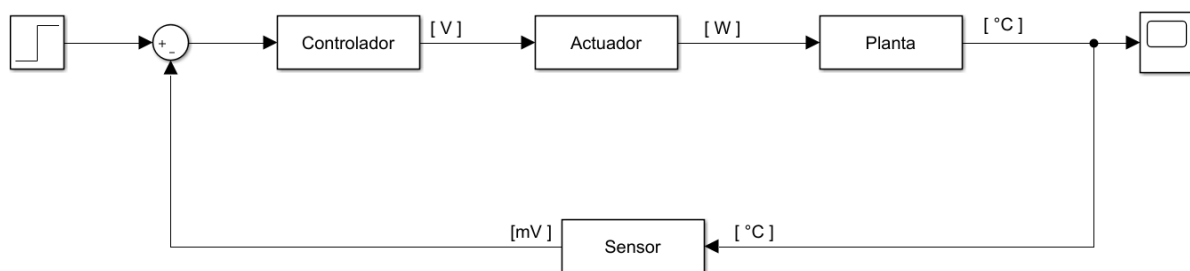 +
-
Controlador
[ V ]
Actuador
[ W ]
Planta
[ °C ]
[mV ]
Sensor
[ °C ]